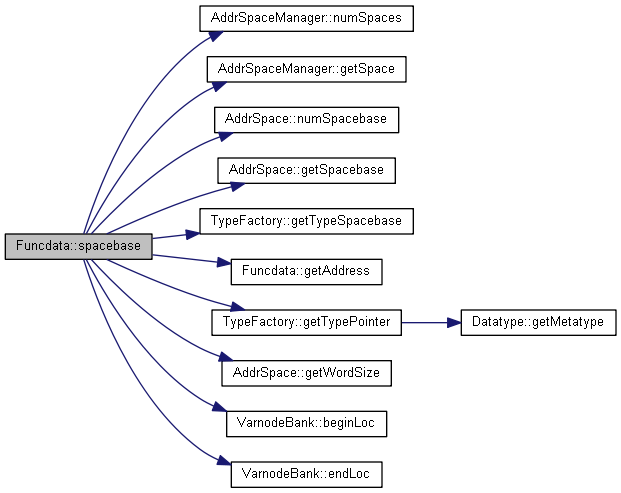 AddrSpaceManager::numSpaces
AddrSpaceManager::getSpace
AddrSpace::numSpacebase
AddrSpace::getSpacebase
Funcdata::spacebase
TypeFactory::getTypeSpacebase
Funcdata::getAddress
TypeFactory::getTypePointer
Datatype::getMetatype
AddrSpace::getWordSize
VarnodeBank::beginLoc
VarnodeBank::endLoc